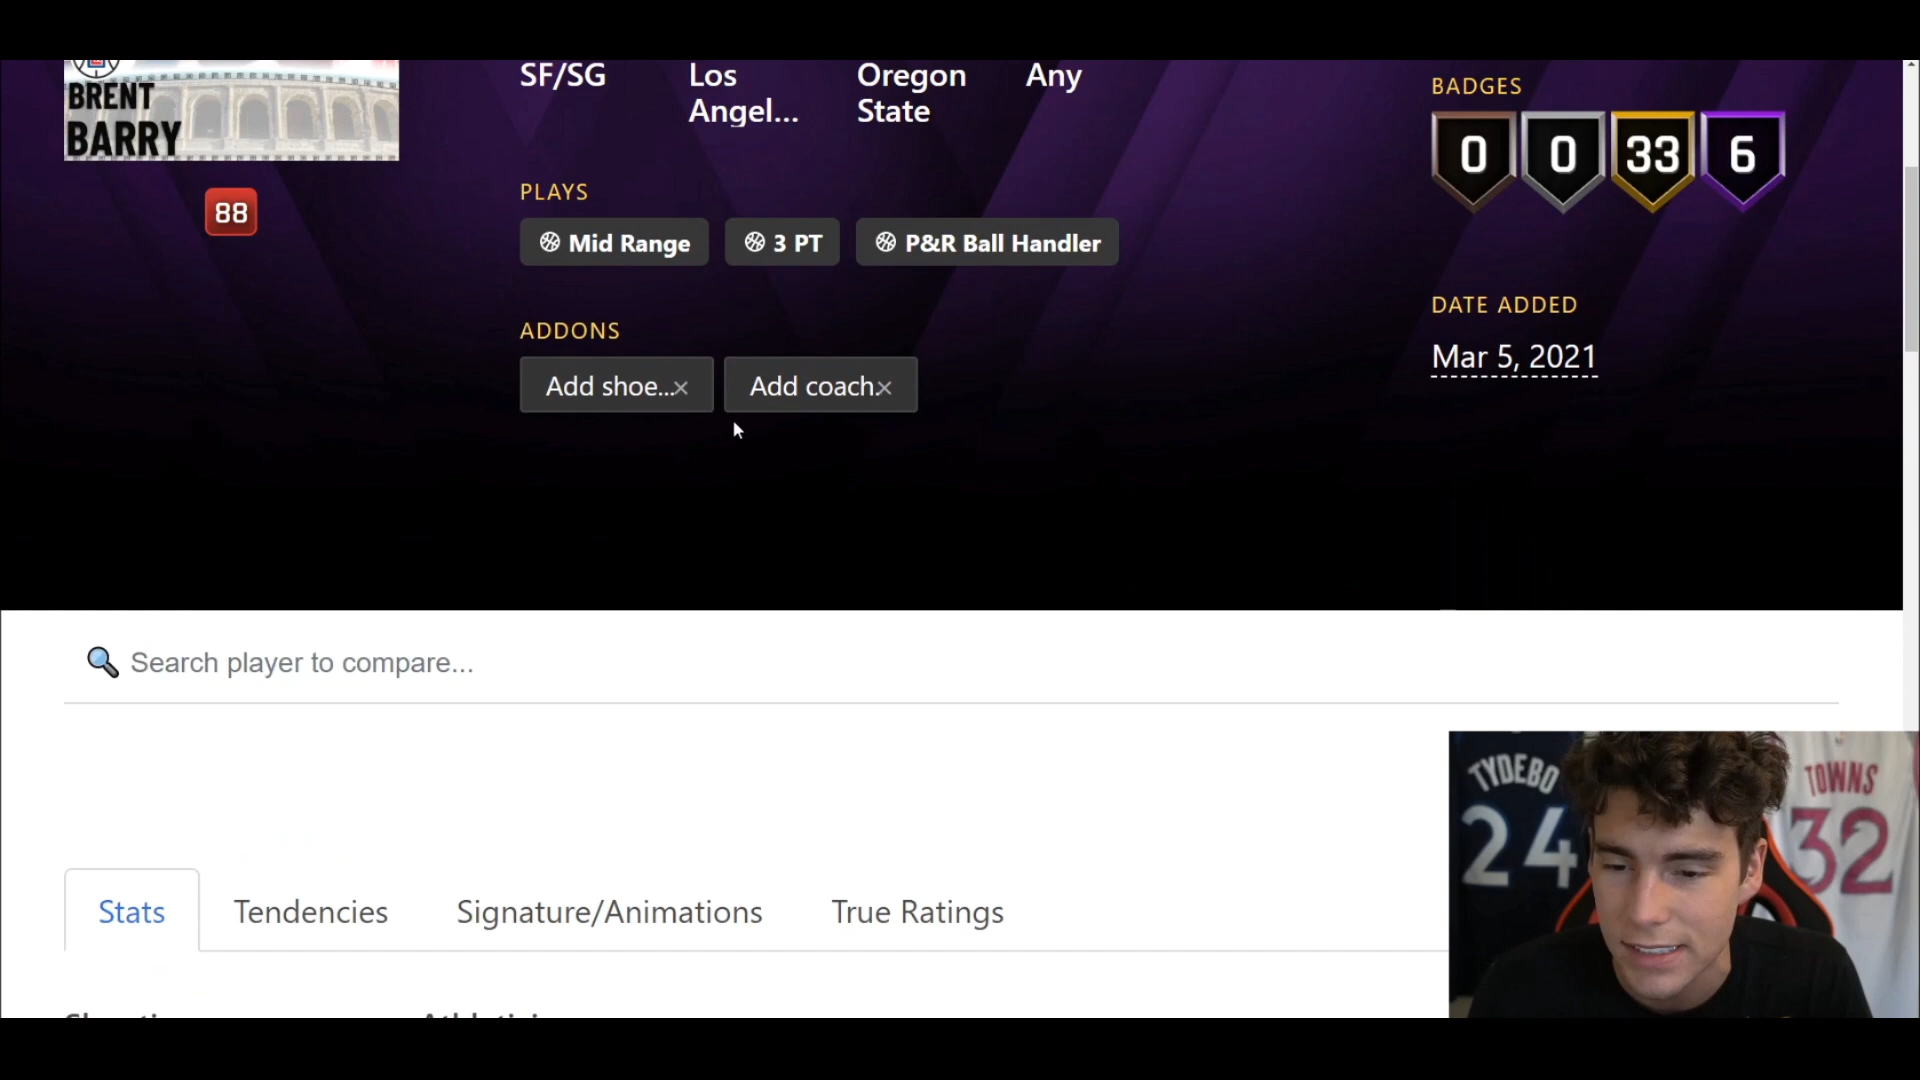 BRENT
BARRY
88
SF/SG
Los
Angel...
Oregon
State
Any
PLAYS
Mid Range
3 PT
P&R Ball Handler
ADDONS
Add shoe...×
Add coach.×
BADGES
0
0
33
6
DATE ADDED
Mar 5, 2021
Search player to compare...
Stats
Tendencies
Signature/Animations
True Ratings
TYDEBO
24
TOWNS
32